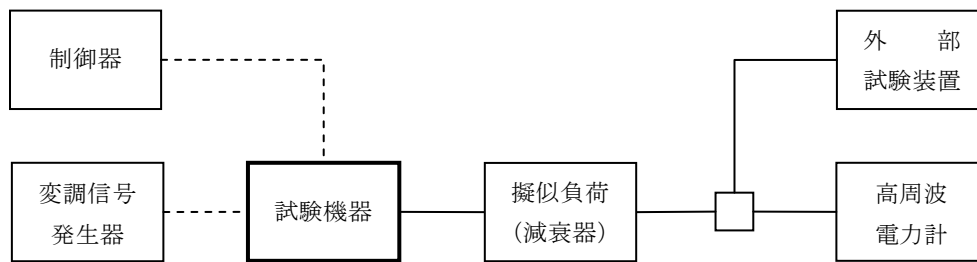 制御器
外　部
試験装置
変調信号
発生器
試験機器
擬似負荷
（減衰器）
高周波
電力計